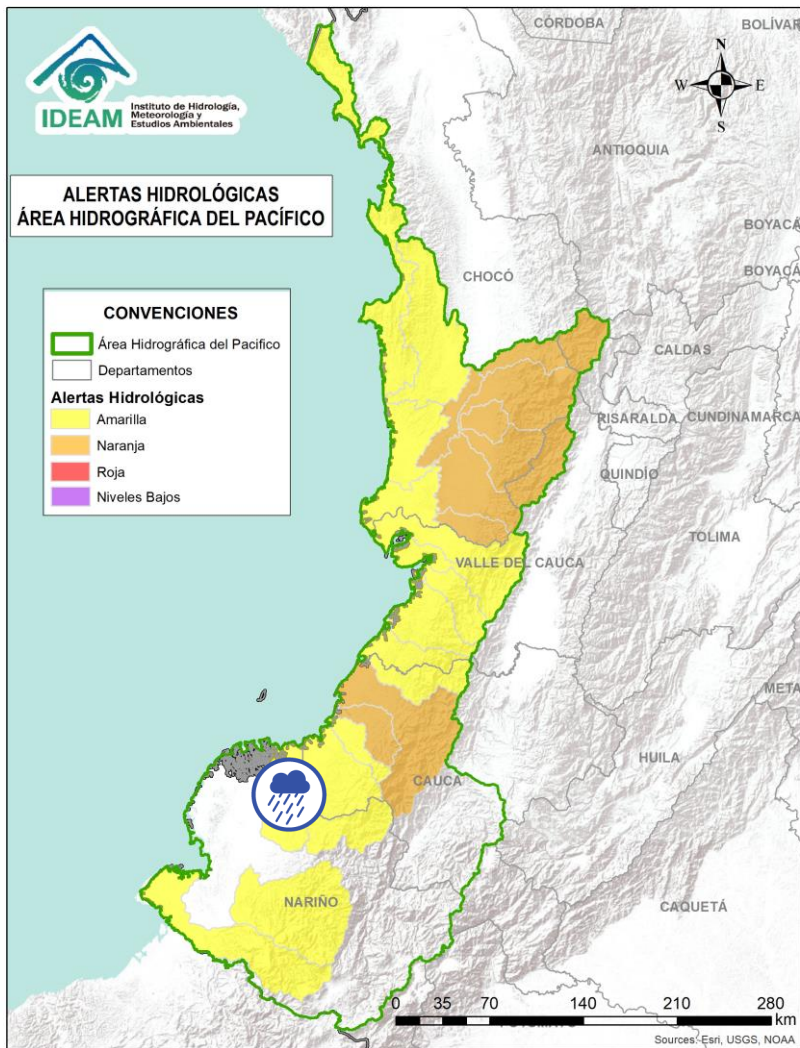 IDEAM
Instituto de Hidrología,
Meteorología y
Estudios Ambientales
ALERTAS HIDROLÓGICAS
ÁREA HIDROGRÁFICA DEL PACÍFICO
CONVENCIONES
Área Hidrográfica del Pacifico
Departamentos
Alertas Hidrológicas
Amarilla
Naranja
Roja
Niveles Bajos
CÓRDOBA
BOLÍVAR
N
W E
S
ANTIOQUIA
BOYACÁ
CHOCÓ
BOYACÁ
CALDAS
RISARALDA
CUNDINAMARCA
QUINDÍO
TOLIMA
VALLE DEL CAUCA
META
HUILA
CAUCA
NARIÑO
CAQUETÁ
0 35 70 140 210 280
km
Sources: Esri, USGS, NOAA